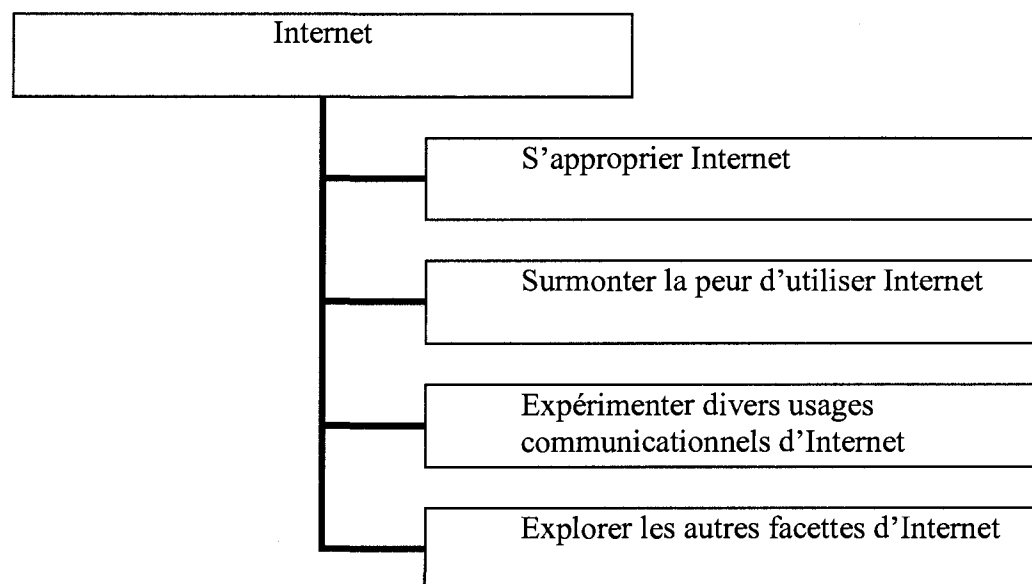 Internet
S'approprier Internet
Surmonter la peur d'utiliser Internet
Expérimenter divers usages
communicationnels d'Internet
Explorer les autres facettes d'Internet